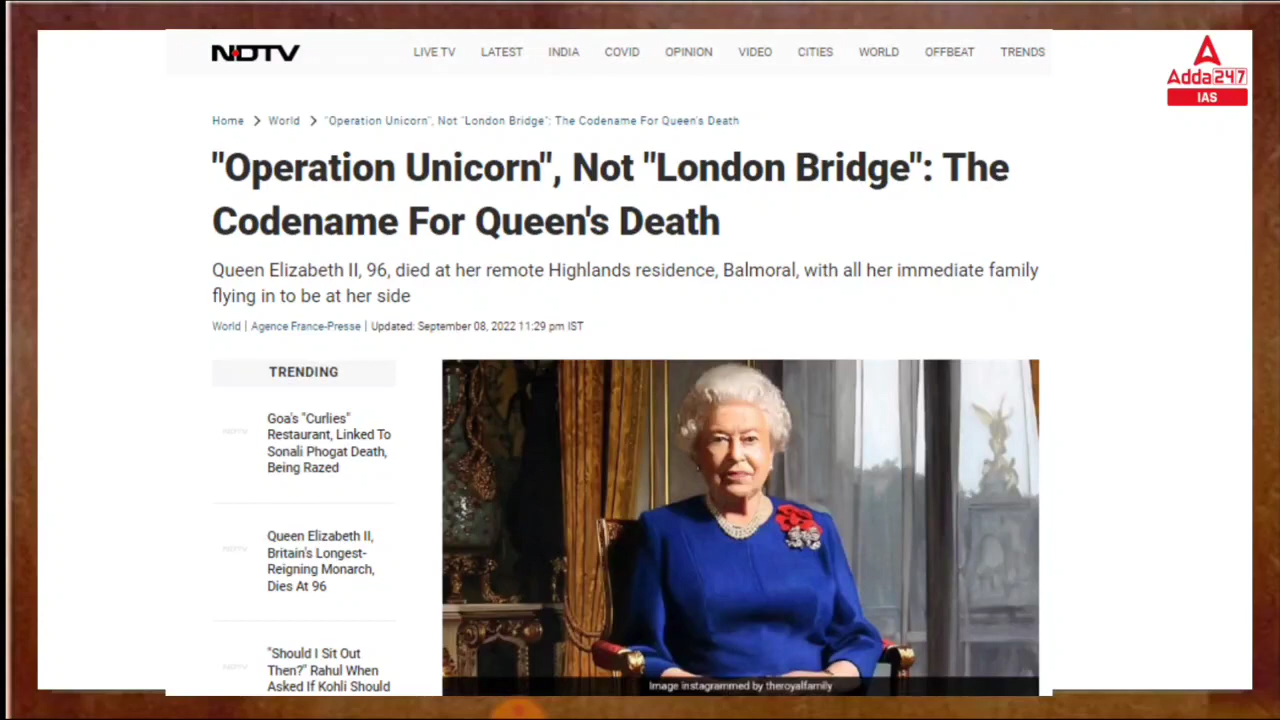 NDTV
LIVE TV LATEST INDIA COVID OPINION VIDEO CITIES WORLD OFFBEAT TRENDS
Adda247
IAS
Home > World > "Operation Unicorn", Not "London Bridge": The Codename For Queen's Death
"Operation Unicorn", Not "London Bridge": The
Codename For Queen's Death
Queen Elizabeth II, 96, died at her remote Highlands residence, Balmoral, with all her immediate family
flying in to be at her side
World | Agence France-Presse | Updated: September 08, 2022 11:29 pm IST
TRENDING
NDTV
Goa's "Curlies"
Restaurant, Linked To
Sonali Phogat Death,
Being Razed
NDTV
Queen Elizabeth II,
Britain's Longest-
Reigning Monarch,
Dies At 96
NDTV
"Should I Sit Out
Then?" Rahul When
Asked If Kohli Should
Image instagrammed by theroyalfamily